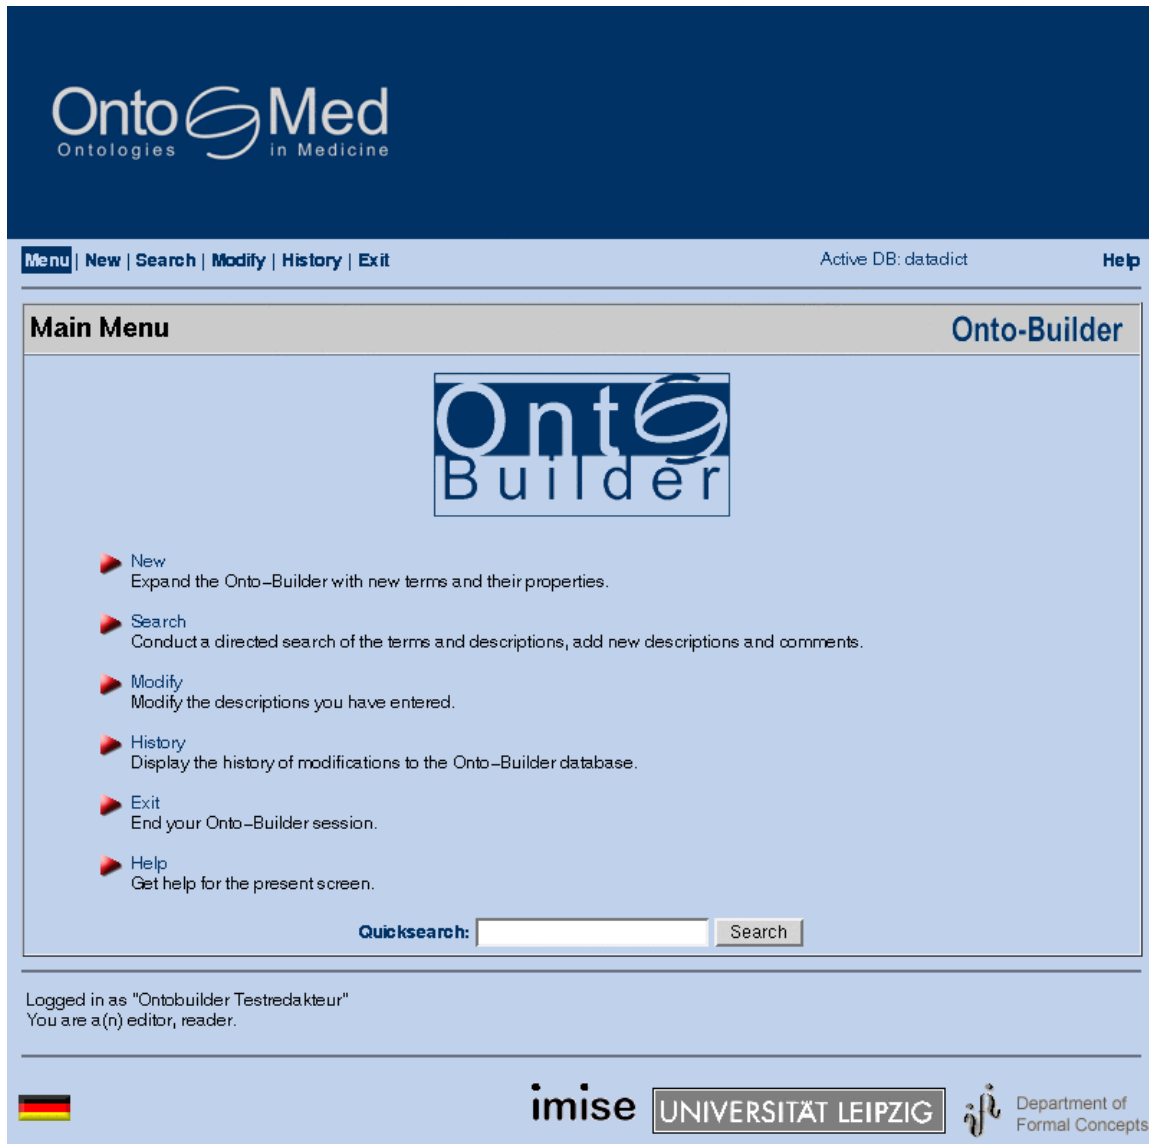 Onto Med
Ontologies in Medicine
Menu | New | Search | Modify | History | Exit Active DB: datadict Help
Main Menu Onto-Builder
Onto
Builder
New
Expand the Onto-Builder with new terms and their properties.
Search
Conduct a directed search of the terms and descriptions, add new descriptions and comments.
Modify
Modify the descriptions you have entered.
History
Display the history of modifications to the Onto-Builder database.
Exit
End your Onto-Builder session.
Help
Get help for the present screen.
Quicksearch: Search
Logged in as "Ontobuilder Testredakteur"
You are a(n) editor, reader.
imise UNIVERSITÄT LEIPZIG ifi Department of
Formal Concepts